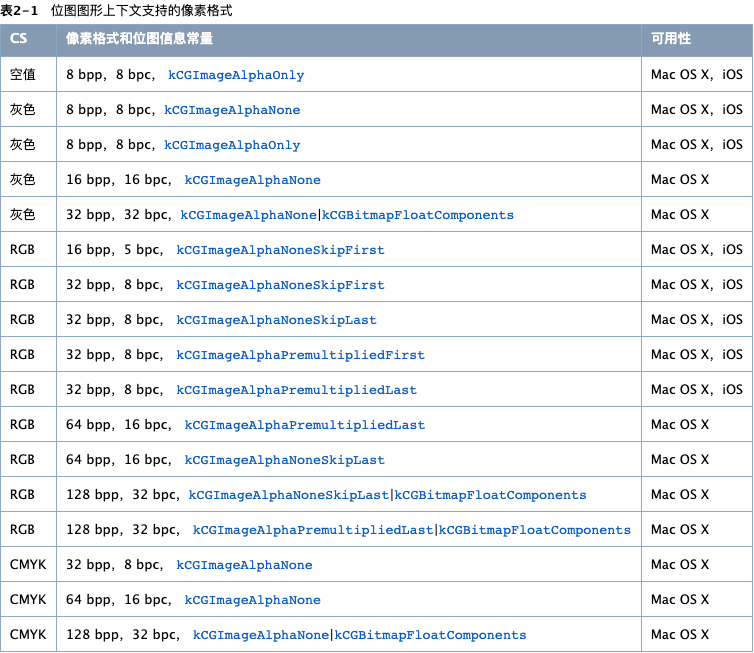 表2-1 位图图形上下文支持的像素格式
CS 像素格式和位图信息常量 可用性
空值 8 bpp，8 bpc， kCGImageAlphaOnly Mac OS X，iOS
灰色 8 bpp，8 bpc， kCGImageAlphaNone Mac OS X，iOS
灰色 8 bpp，8 bpc， kCGImageAlphaOnly Mac OS X，iOS
灰色 16 bpp，16 bpc， kCGImageAlphaNone Mac OS X
灰色 32 bpp，32 bpc，kCGImageAlphaNone|kCGBitmapFloatComponents Mac OS X
RGB 16 bpp，5 bpc， kCGImageAlphaNoneSkipFirst Mac OS X，iOS
RGB 32 bpp，8 bpc， kCGImageAlphaNoneSkipFirst Mac OS X，iOS
RGB 32 bpp，8 bpc， kCGImageAlphaNoneSkipLast Mac OS X，iOS
RGB 32 bpp，8 bpc， kCGImageAlphaPremultipliedFirst Mac OS X，iOS
RGB 32 bpp，8 bpc， kCGImageAlphaPremultipliedLast Mac OS X，iOS
RGB 64 bpp，16 bpc， kCGImageAlphaPremultipliedLast Mac OS X
RGB 64 bpp，16 bpc， kCGImageAlphaNoneSkipLast Mac OS X
RGB 128 bpp，32 bpc，kCGImageAlphaNoneSkipLast|kCGBitmapFloatComponents Mac OS X
RGB 128 bpp，32 bpc， kCGImageAlphaPremultipliedLast|kCGBitmapFloatComponents Mac OS X
CMYK 32 bpp，8 bpc， kCGImageAlphaNone Mac OS X
CMYK 64 bpp，16 bpc， kCGImageAlphaNone Mac OS X
CMYK 128 bpp，32 bpc， kCGImageAlphaNone|kCGBitmapFloatComponents Mac OS X